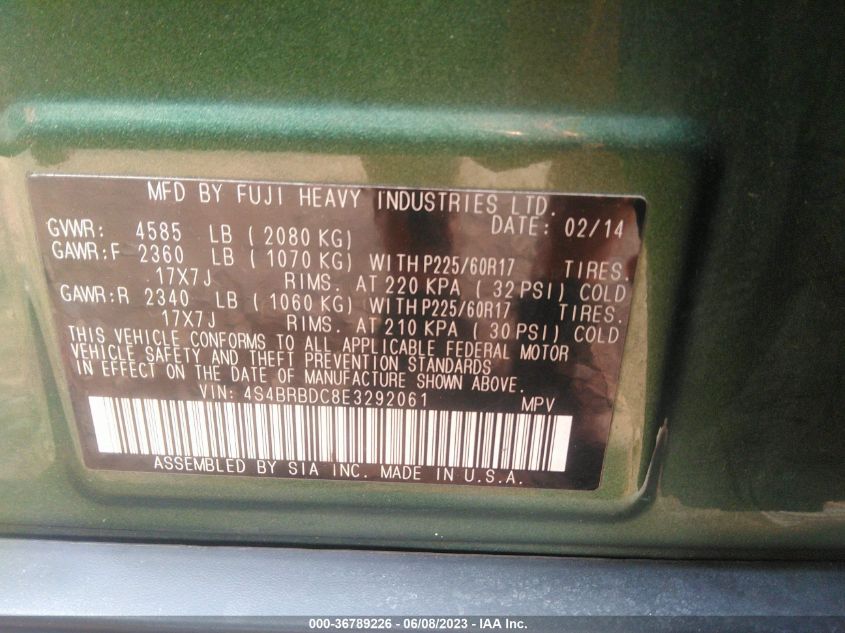 MFD BY FUJI HEAVY INDUSTRIES LTD.
DATE: 02/14
GVWR: 4585 LB ( 2080 KG)
GAWR:F 2360 LB ( 1070 KG) WITH P225/60R17 TIRES.
17X7J RIMS. AT 220 KPA ( 32 PSI) COLD
GAWR:R 2340 LB ( 1060 KG) WITH P225/60R17 TIRES.
17X7J RIMS. AT 210 KPA ( 30 PSI) COLD
THIS VEHICLE CONFORMS TO ALL APPLICABLE FEDERAL MOTOR
VEHICLE SAFETY AND THEFT PREVENTION STANDARDS
IN EFFECT ON THE DATE OF MANUFACTURE SHOWN ABOVE.
VIN: 4S4BRBDC8E3292061 MPV
ASSEMBLED BY SIA INC. MADE IN U.S.A.
000-36789226 - 06/08/2023 - IAA Inc.